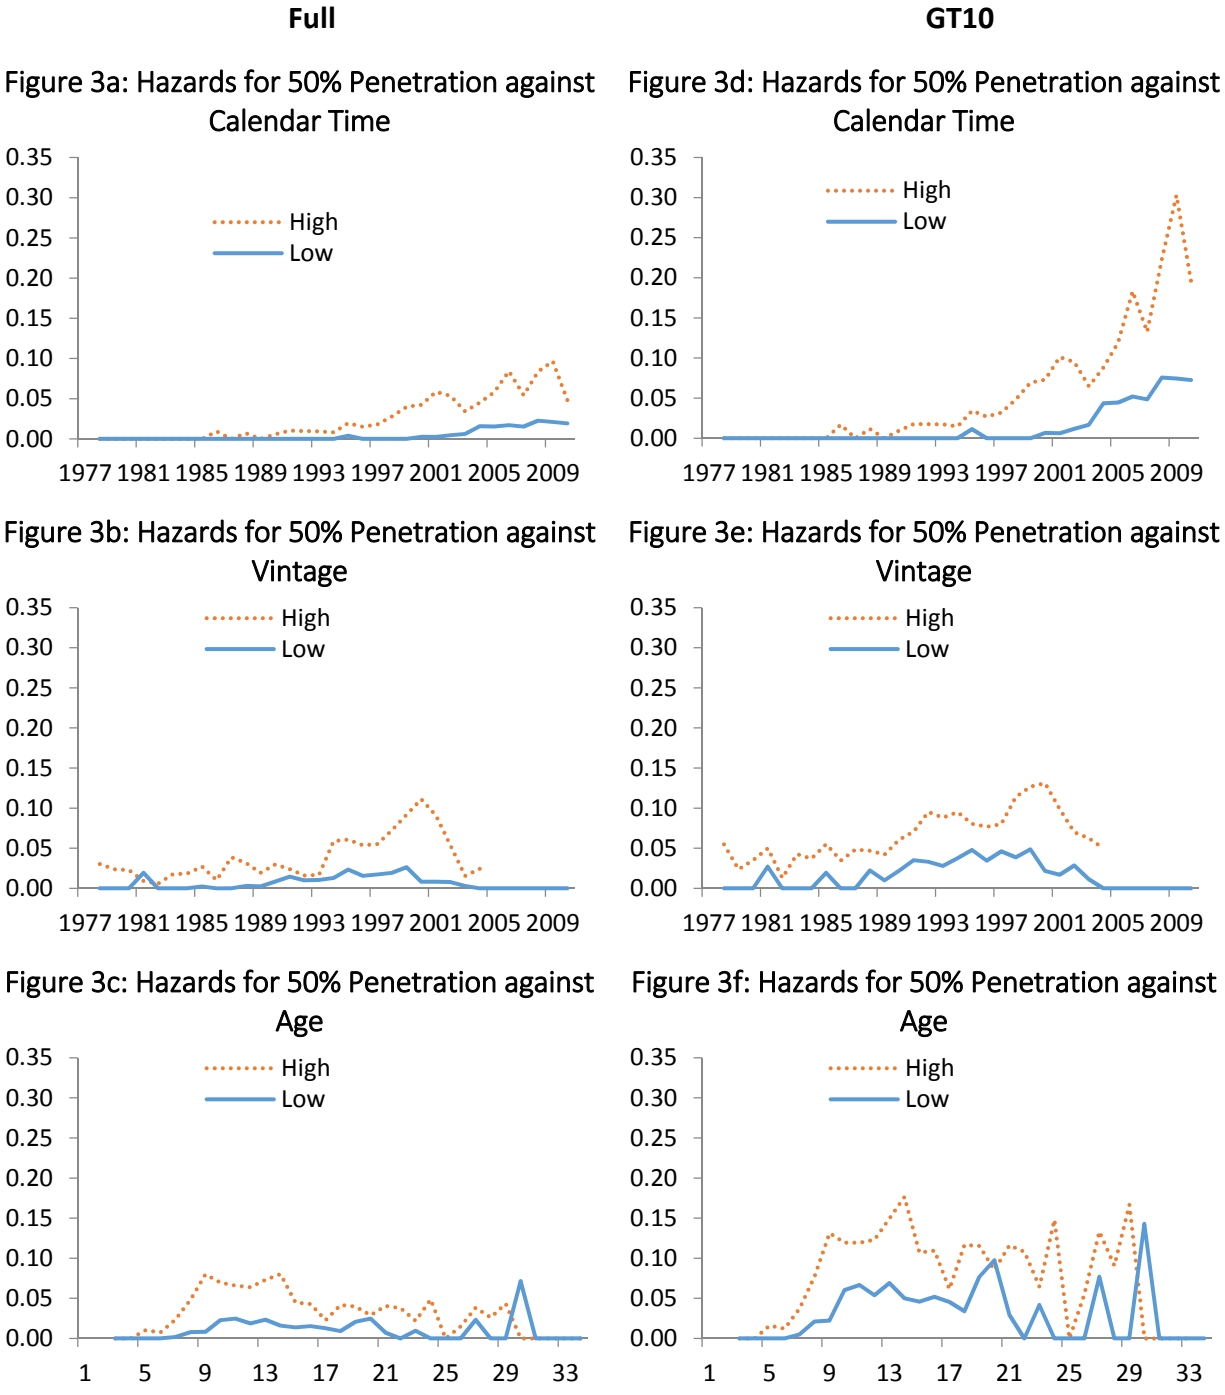 Full
GT10
Figure 3a: Hazards for 50% Penetration against
Calendar Time
0.35
0.30
0.25
0.20
0.15
0.10
0.05
0.00
High
Low
1977 1981 1985 1989 1993 1997 2001 2005 2009
Figure 3d: Hazards for 50% Penetration against
Calendar Time
0.35
0.30
0.25
0.20
0.15
0.10
0.05
0.00
High
Low
1977 1981 1985 1989 1993 1997 2001 2005 2009
Figure 3b: Hazards for 50% Penetration against
Vintage
0.35
0.30
0.25
0.20
0.15
0.10
0.05
0.00
High
Low
1977 1981 1985 1989 1993 1997 2001 2005 2009
Figure 3e: Hazards for 50% Penetration against
Vintage
0.35
0.30
0.25
0.20
0.15
0.10
0.05
0.00
High
Low
1977 1981 1985 1989 1993 1997 2001 2005 2009
Figure 3c: Hazards for 50% Penetration against
Age
0.35
0.30
0.25
0.20
0.15
0.10
0.05
0.00
High
Low
1 5 9 13 17 21 25 29 33
Figure 3f: Hazards for 50% Penetration against
Age
0.35
0.30
0.25
0.20
0.15
0.10
0.05
0.00
High
Low
1 5 9 13 17 21 25 29 33